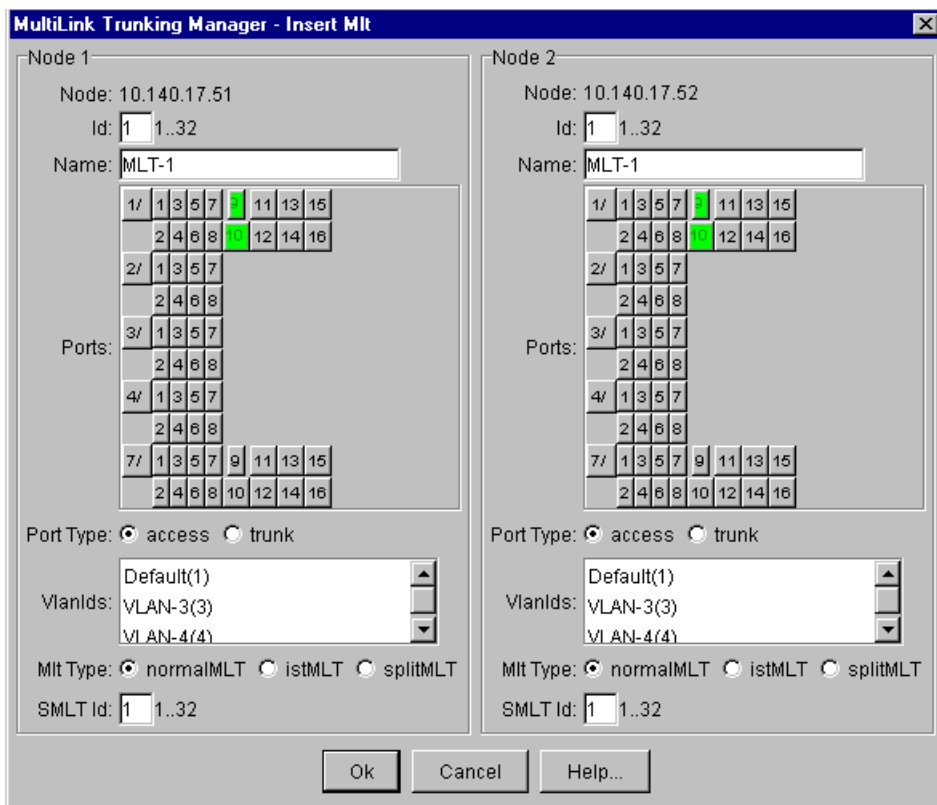 MultiLink Trunking Manager - Insert Mlt
Node 1
Node: 10.140.17.51
Id: 1 1..32
Name: MLT-1
Ports:
1/ 1 3 5 7 9 11 13 15
2 4 6 8 10 12 14 16
2/ 1 3 5 7
2 4 6 8
3/ 1 3 5 7
2 4 6 8
4/ 1 3 5 7
2 4 6 8
7/ 1 3 5 7 9 11 13 15
2 4 6 8 10 12 14 16
Port Type: access trunk
VlanIds:
Default(1)
VLAN-3(3)
VLAN-4(4)
Mlt Type: normalMLT istMLT splitMLT
SMLT Id: 1 1..32
Node 2
Node: 10.140.17.52
Id: 1 1..32
Name: MLT-1
Ports:
1/ 1 3 5 7 9 11 13 15
2 4 6 8 10 12 14 16
2/ 1 3 5 7
2 4 6 8
3/ 1 3 5 7
2 4 6 8
4/ 1 3 5 7
2 4 6 8
7/ 1 3 5 7 9 11 13 15
2 4 6 8 10 12 14 16
Port Type: access trunk
VlanIds:
Default(1)
VLAN-3(3)
VLAN-4(4)
Mlt Type: normalMLT istMLT splitMLT
SMLT Id: 1 1..32
Ok Cancel Help...